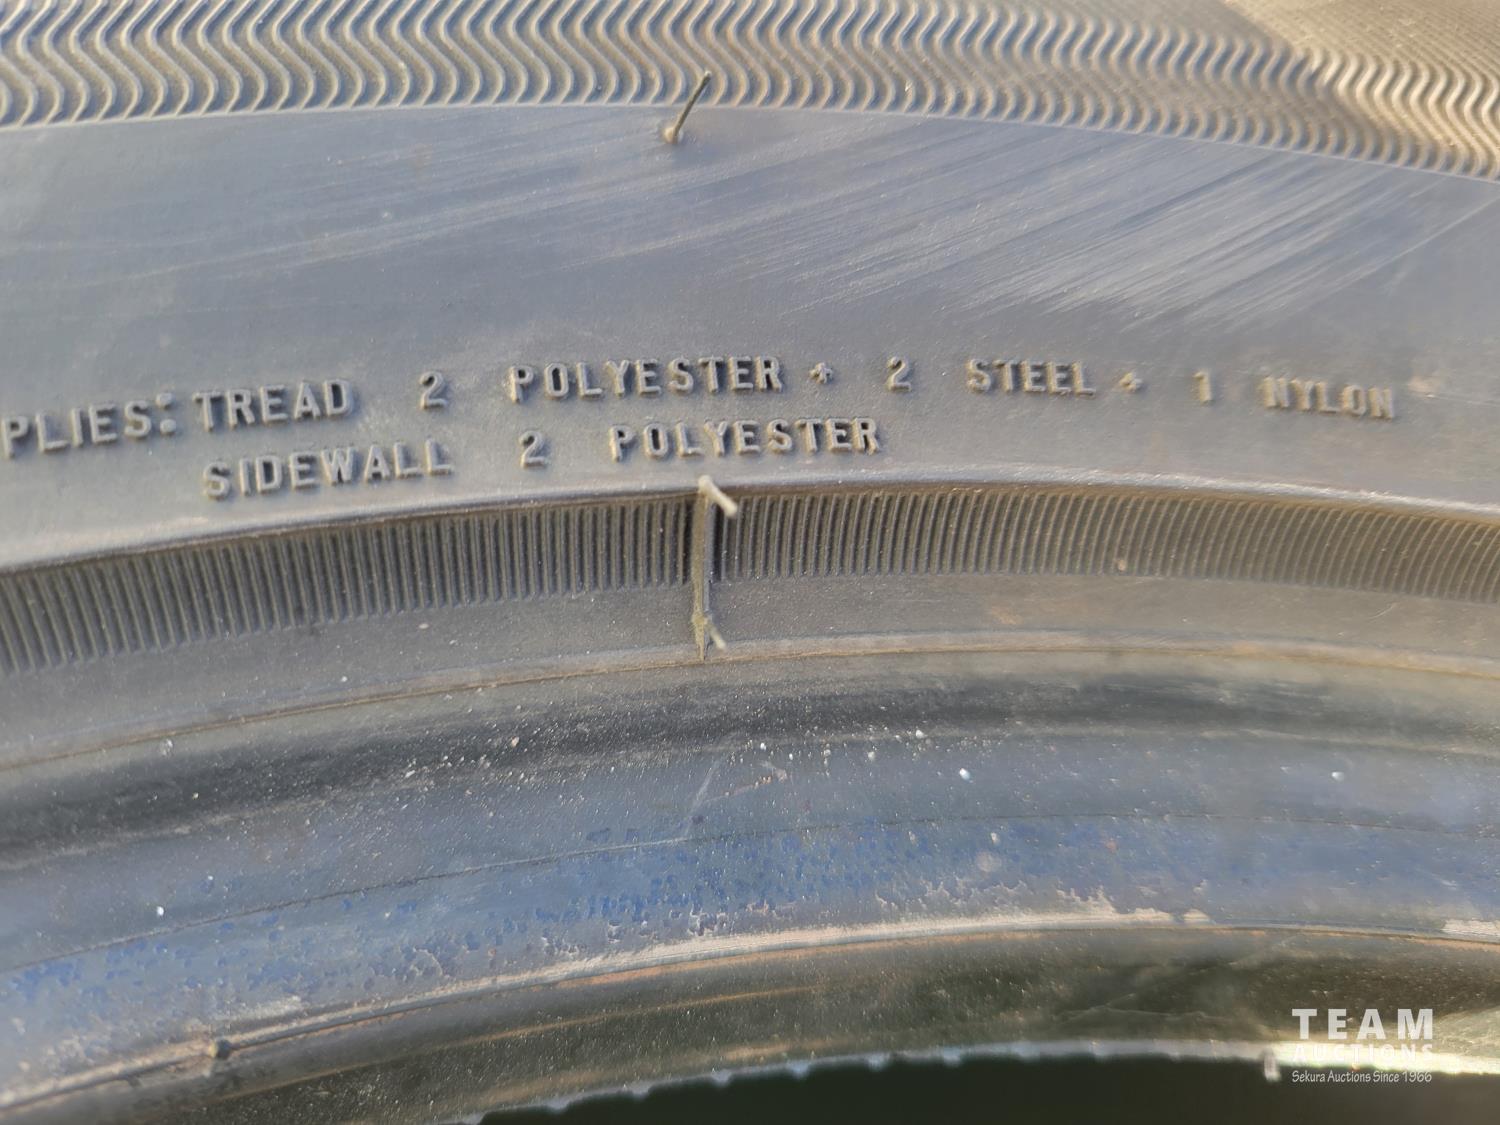 PLIES: TREAD 2 POLYESTER + 2 STEEL + 1 NYLON
SIDEWALL 2 POLYESTER
TEAM
AUCTIONS
Sekura Auctions Since 1966